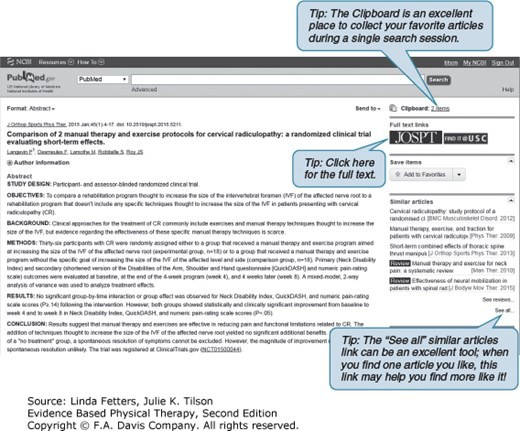 Tip: The Clipboard is an excellent
place to collect your favorite articles
during a single search session.
NCBI Resources How To My NCBI Sign Out
PubMed.gov PubMed Search
US National Library of Medicine
National Institutes of Health
Advanced Help
Format: Abstract Send to Clipboard: 2 items
J Orthop Sports Phys Ther. 2015 Jan;45(1):4-17. doi: 10.2519/jospt.2015.5211.
Full text links
Comparison of 2 manual therapy and exercise protocols for cervical radiculopathy: a randomized clinical trial
evaluating short-term effects.
JOSPT FIND IT @ USC
Langevin P, Desmeules F, Lamothe M, Robitaille S, Roy JS
Author information
Tip: Click here
for the full text.
Save items
Add to Favorites
Abstract
STUDY DESIGN: Participant- and assessor-blinded randomized clinical trial.
OBJECTIVES: To compare a rehabilitation program thought to increase the size of the intervertebral foramen (IVF) of the affected nerve root to a
rehabilitation program that doesn't include any specific techniques thought to increase the size of the IVF in patients presenting with cervical
radiculopathy (CR).
BACKGROUND: Clinical approaches for the treatment of CR commonly include exercises and manual therapy techniques thought to increase
the size of the IVF, but evidence regarding the effectiveness of these specific manual therapy techniques is scarce.
METHODS: Thirty-six participants with CR were randomly assigned either to a group that received a manual therapy and exercise program aimed
at increasing the size of the IVF of the affected nerve root (experimental group, n=18) or to a group that received a manual therapy and exercise
program without the specific goal of increasing the size of the IVF of the affected level and side (comparison group, n=18). Primary (Neck Disability
Index) and secondary (shortened version of the Disabilities of the Arm, Shoulder and Hand questionnaire [QuickDASH] and numeric pain-rating
scale) outcomes were evaluated at baseline, at the end of the 4-week program (week 4), and 4 weeks later (week 8). A mixed-model, 2-way
analysis of variance was used to analyze treatment effects.
RESULTS: No significant group-by-time interaction or group effect was observed for Neck Disability Index, QuickDASH, and numeric pain-rating
scale scores (P≥.14) following the intervention. However, both groups showed statistically and clinically significant improvement from baseline to
week 4 and to week 8 in Neck Disability Index, QuickDASH, and numeric pain-rating scale scores (P<.05).
CONCLUSION: Results suggest that manual therapy and exercises are effective in reducing pain and functional limitations related to CR. The
addition of techniques thought to increase the size of the IVF of the affected nerve root yielded no significant additional benefits.
of a "no treatment" group, a spontaneous resolution of symptoms cannot be excluded. However, the magnitude of improvement
spontaneous resolution unlikely. The trial was registered at ClinicalTrials.gov (NCT01500044).
Similar articles
Cervical radiculopathy: study protocol of a
randomised cl [BMC Musculoskelet Disord. 2012]
Manual therapy, exercise, and traction for
patients with cervical radiculop [Phys Ther. 2009]
Short-term combined effects of thoracic spine
thrust manipula [J Orthop Sports Phys Ther. 2013]
Review Manual therapy and exercise for neck
pain: a systematic review [Man Ther. 2010]
Review Effectiveness of neural mobilization in
patients with spinal rad [J Bodyw Mov Ther. 2015]
See reviews...
See all...
Tip: The “See all” similar articles
link can be an excellent tool; when
you find one article you like, this
link may help you find more like it!
Source: Linda Fetters, Julie K. Tilson
Evidence Based Physical Therapy, Second Edition
Copyright © F.A. Davis Company. All rights reserved.